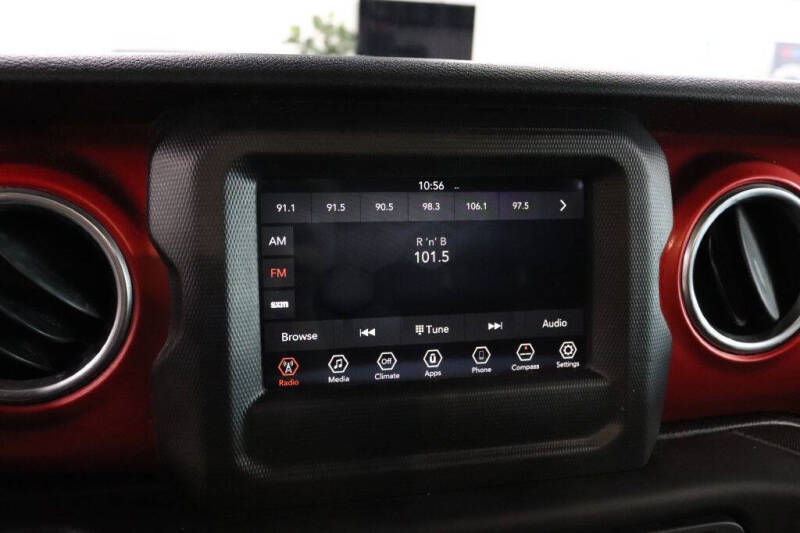 10:56
91.1 91.5 90.5 98.3 106.1 97.5
AM
R 'n' B
101.5
FM
sxm
Browse Tune Audio
Off
Radio Media Climate Apps Phone Compass Settings